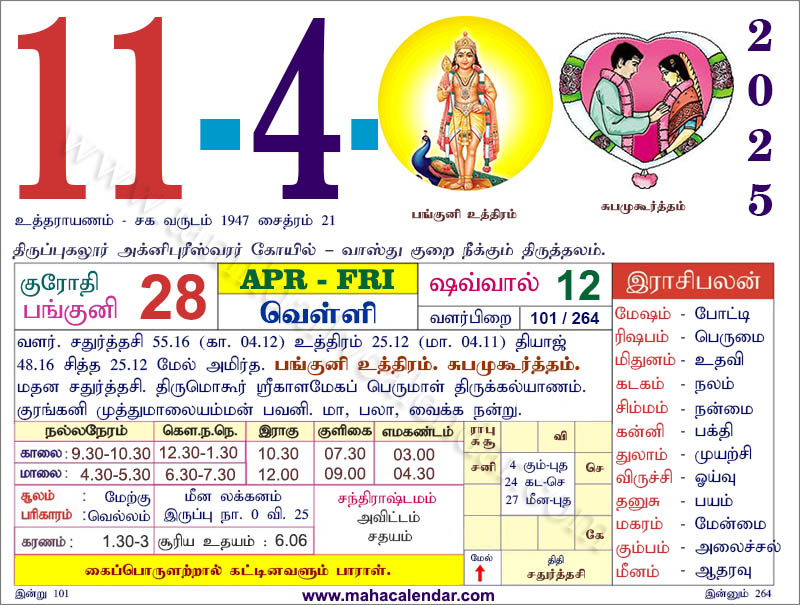 11-4-
2025
பங்குனி உத்திரம்
சுபமுகூர்த்தம்
உத்தராயணம் - சக வருடம் 1947 சைத்ரம் 21
திருப்புகலூர் அக்னிபுரீஸ்வரர் கோயில் – வாஸ்து குறை நீக்கும் திருத்தலம்.
குரோதி
பங்குனி 28
APR - FRI
வெள்ளி
ஷவ்வால் 12
வளர்பிறை 101 / 264
வளர். சதுர்த்தசி 55.16 (கா. 04.12) உத்திரம் 25.12 (மா. 04.11) தியாஜ்
48.16 சித்த 25.12 மேல் அமிர்த. பங்குனி உத்திரம். சுபமுகூர்த்தம்.
மதன சதுர்த்தசி. திருமொகூர் ஸ்ரீகாளமேகப் பெருமாள் திருக்கல்யாணம்.
குரங்கனி முத்துமாலையம்மன் பவனி. மா, பலா, வைக்க நன்று.
நல்லநேரம் கௌ.ந.நெ. இராகு குளிகை எமகண்டம்
காலை: 9.30-10.30 12.30-1.30 10.30 07.30 03.00
மாலை: 4.30-5.30 6.30-7.30 12.00 09.00 04.30
சூலம் : மேற்கு
பரிகாரம் :வெல்லம்
மீன லக்கனம்
இருப்பு நா. 0 வி. 25
சந்திராஷ்டமம்
அவிட்டம்
சதயம்
கரணம் : 1.30-3 சூரிய உதயம் : 6.06
ராபு
சுசூ
வி
சனி
4 கும்-புத
24 கட-செ
27 மீன-புத
செ
கே
மேல்
திதி
சதுர்த்தசி
கைப்பொருளற்றால் கட்டினவளும் பாராள்.
இராசிபலன்
மேஷம் - போட்டி
ரிஷபம் - பெருமை
மிதுனம் - உதவி
கடகம் - நலம்
சிம்மம் - நன்மை
கன்னி - பக்தி
துலாம் - முயற்சி
விருச்சி - ஓய்வு
தனுசு - பயம்
மகரம் - மேன்மை
கும்பம் - அலைச்சல்
மீனம் - ஆதரவு
இன்று 101
www.mahacalendar.com
இன்னும் 264